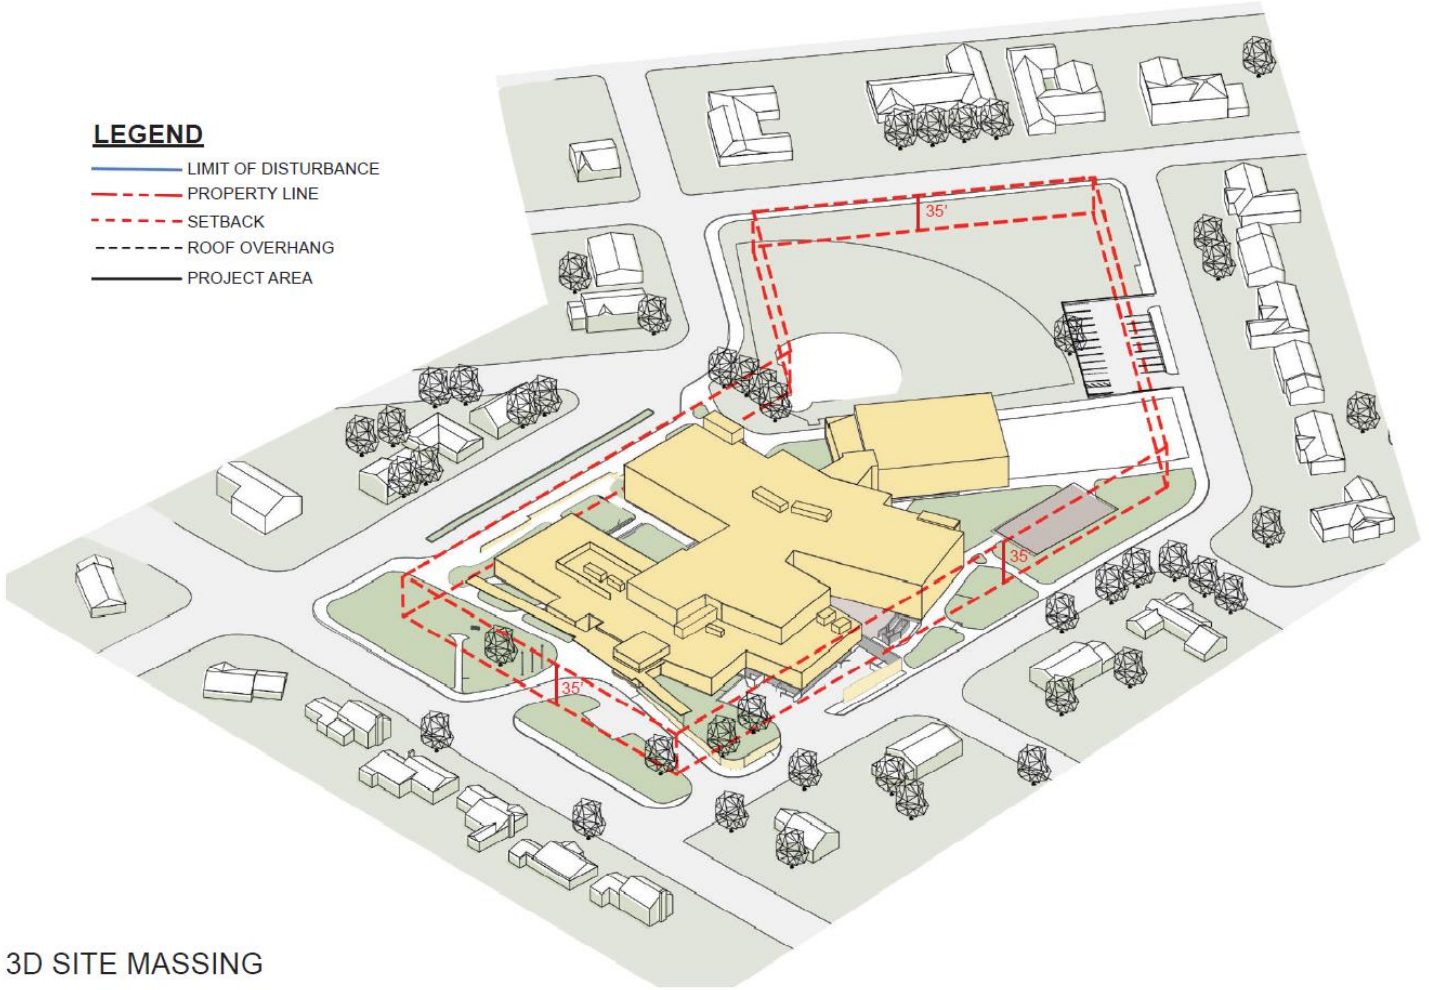 LEGEND
LIMIT OF DISTURBANCE
PROPERTY LINE
SETBACK
ROOF OVERHANG
PROJECT AREA
35'
35'
35'
3D SITE MASSING